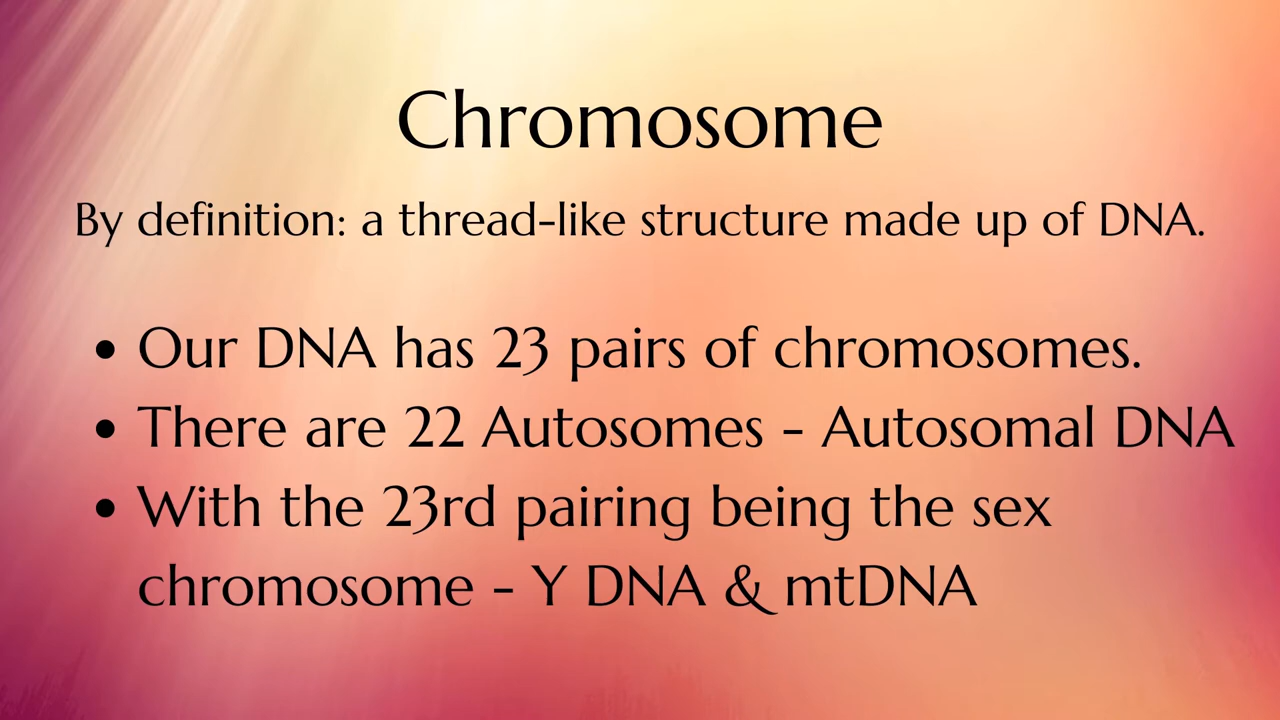 Chromosome
By definition: a thread-like structure made up of DNA.
• Our DNA has 23 pairs of chromosomes.
• There are 22 Autosomes - Autosomal DNA
• With the 23rd pairing being the sex
chromosome - Y DNA & mtDNA